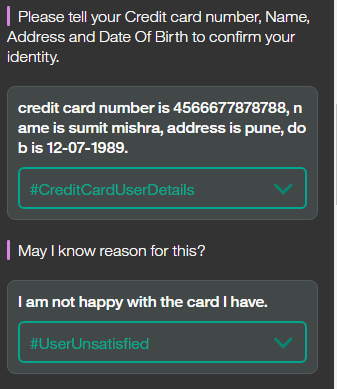 Please tell your Credit card number, Name,
Address and Date Of Birth to confirm your
identity.
credit card number is 4566677878788, n
ame is sumit mishra, address is pune, do
b is 12-07-1989.
#CreditCardUserDetails
May I know reason for this?
I am not happy with the card I have.
#UserUnsatisfied